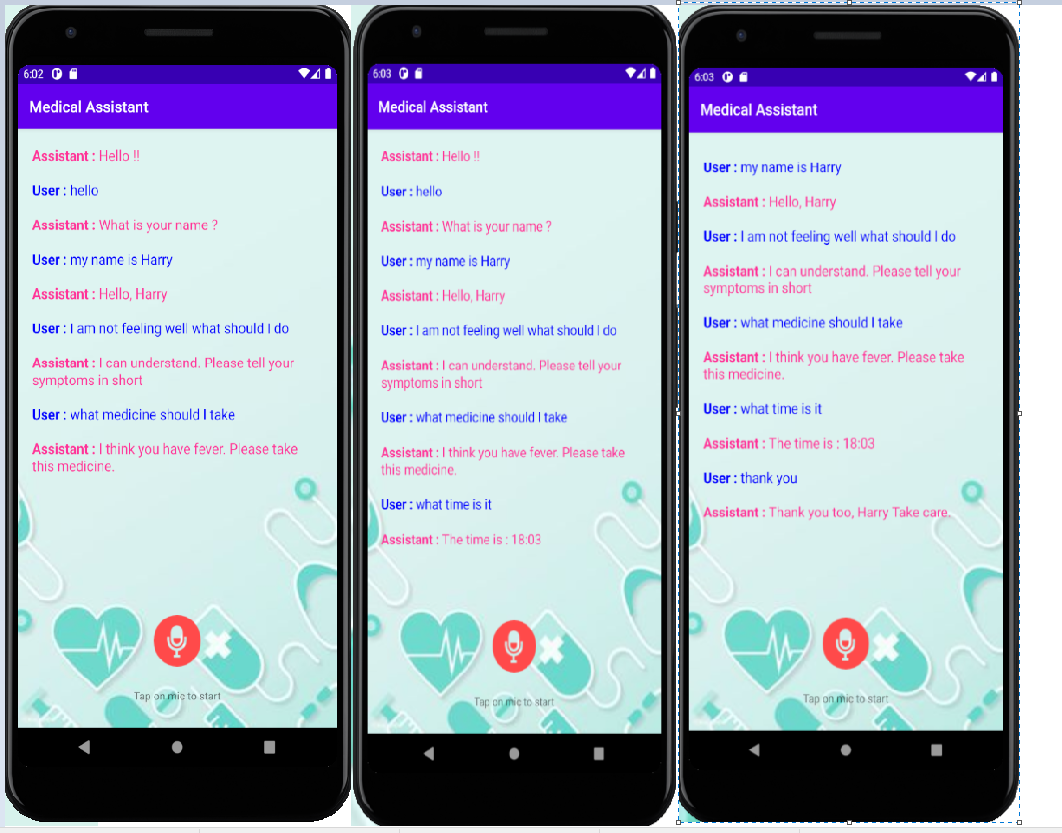 6:02
Medical Assistant
Assistant : Hello !!
User : hello
Assistant : What is your name ?
User : my name is Harry
Assistant : Hello, Harry
User : I am not feeling well what should I do
Assistant : I can understand. Please tell your
symptoms in short
User : what medicine should I take
Assistant : I think you have fever. Please take
this medicine.
Tap on mic to start
6:03
Medical Assistant
Assistant : Hello !!
User : hello
Assistant : What is your name ?
User : my name is Harry
Assistant : Hello, Harry
User : I am not feeling well what should I do
Assistant : I can understand. Please tell your
symptoms in short
User : what medicine should I take
Assistant : I think you have fever. Please take
this medicine.
User : what time is it
Assistant : The time is : 18:03
Tap on mic to start
6:03
Medical Assistant
User : my name is Harry
Assistant : Hello, Harry
User : I am not feeling well what should I do
Assistant : I can understand. Please tell your
symptoms in short
User : what medicine should I take
Assistant : I think you have fever. Please take
this medicine.
User : what time is it
Assistant : The time is : 18:03
User : thank you
Assistant : Thank you too, Harry Take care.
Tap on mic to start